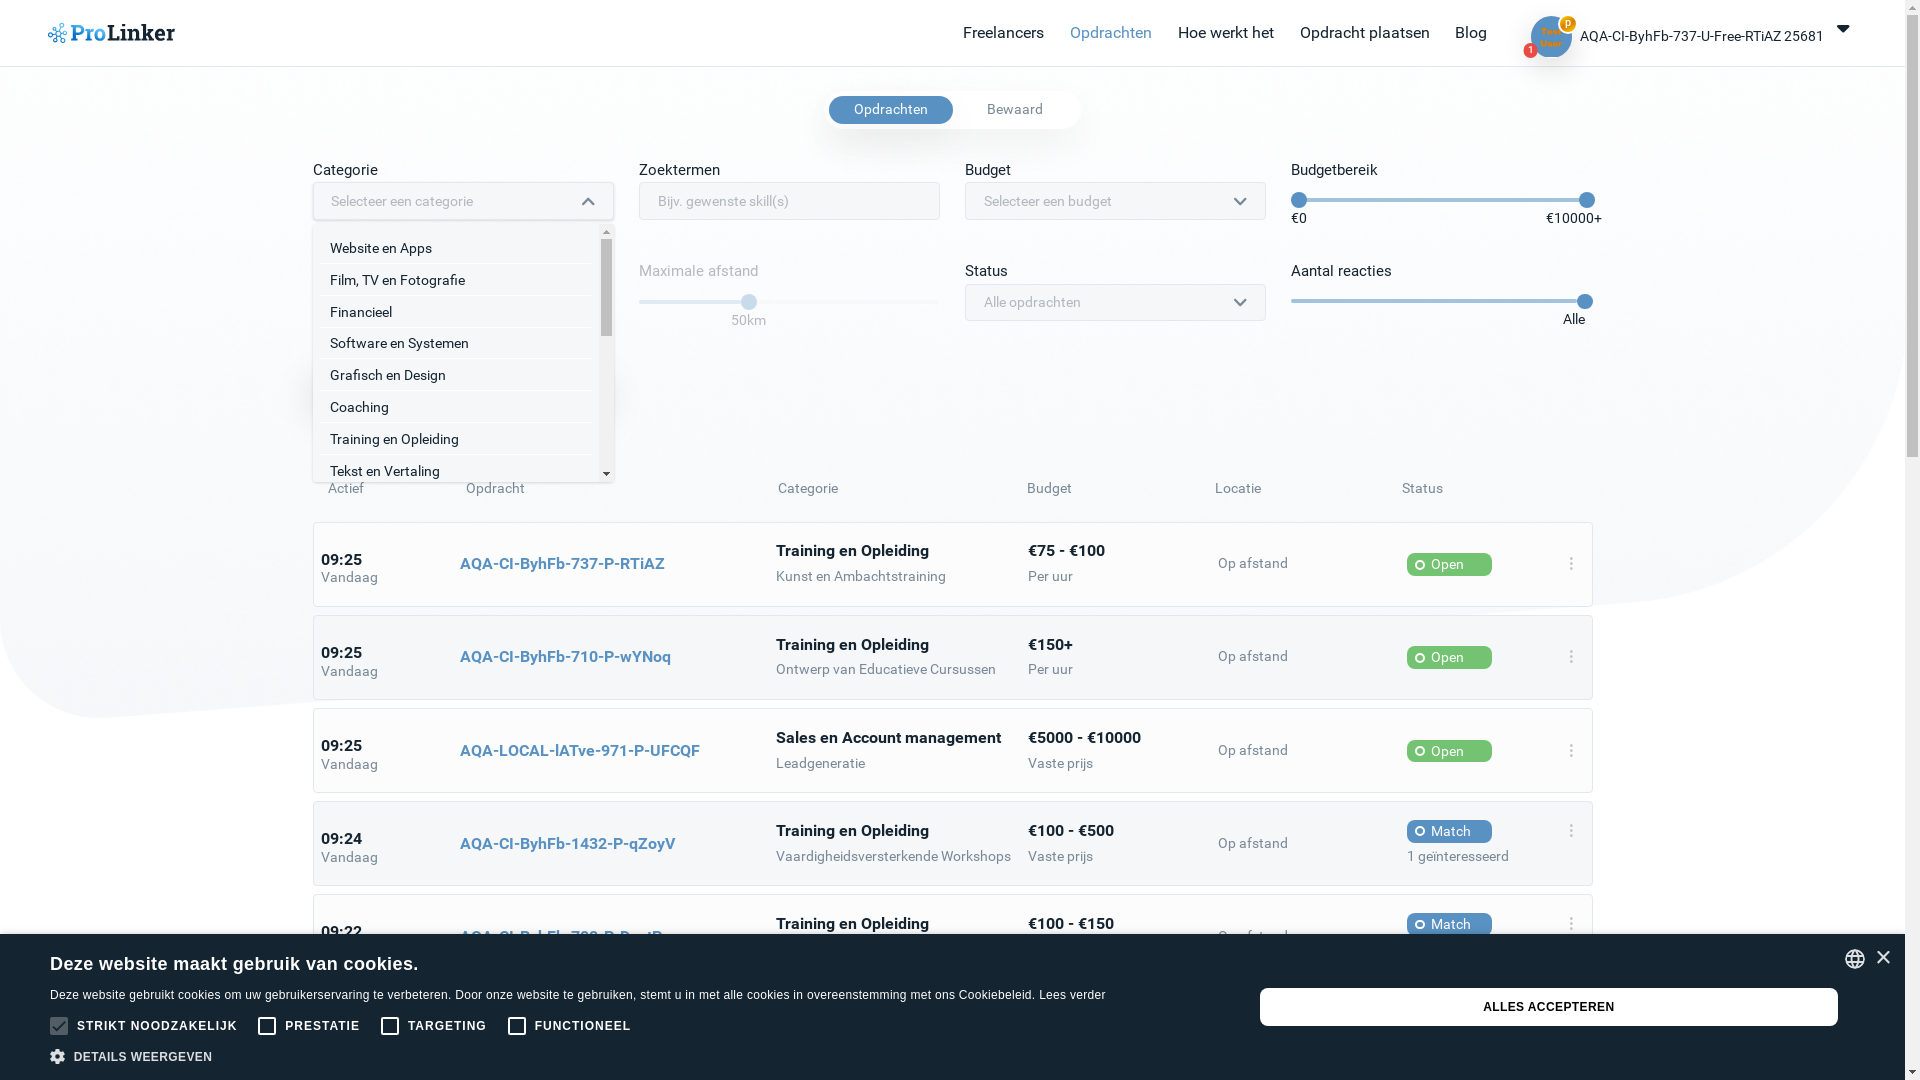 ProLinker
Freelancers
Opdrachten
Hoe werkt het
Opdracht plaatsen
Blog
Test User
p
1
AQA-CI-ByhFb-737-U-Free-RTiAZ 25681
Opdrachten
Bewaard
Categorie
Zoektermen
Budget
Budgetbereik
Selecteer een categorie
Bijv. gewenste skill(s)
Selecteer een budget
€0
€10000+
Website en Apps
Film, TV en Fotografie
Financieel
Software en Systemen
Grafisch en Design
Coaching
Training en Opleiding
Tekst en Vertaling
Maximale afstand
Status
Aantal reacties
50km
Alle opdrachten
Alle
Actief
Opdracht
Categorie
Budget
Locatie
Status
09:25
Vandaag
AQA-CI-ByhFb-737-P-RTiAZ
Training en Opleiding
Kunst en Ambachtstraining
€75 - €100
Per uur
Op afstand
Open
09:25
Vandaag
AQA-CI-ByhFb-710-P-wYNoq
Training en Opleiding
Ontwerp van Educatieve Cursussen
€150+
Per uur
Op afstand
Open
09:25
Vandaag
AQA-LOCAL-lATve-971-P-UFCQF
Sales en Account management
Leadgeneratie
€5000 - €10000
Vaste prijs
Op afstand
Open
09:24
Vandaag
AQA-CI-ByhFb-1432-P-qZoyV
Training en Opleiding
Vaardigheidsversterkende Workshops
€100 - €500
Vaste prijs
Op afstand
Match
1 geïnteresseerd
09:22
Training en Opleiding
€100 - €150
Match
Deze website maakt gebruik van cookies.
Deze website gebruikt cookies om uw gebruikerservaring te verbeteren. Door onze website te gebruiken, stemt u in met alle cookies in overeenstemming met ons Cookiebeleid. Lees verder
STRIKT NOODZAKELIJK
PRESTATIE
TARGETING
FUNCTIONEEL
DETAILS WEERGEVEN
ALLES ACCEPTEREN